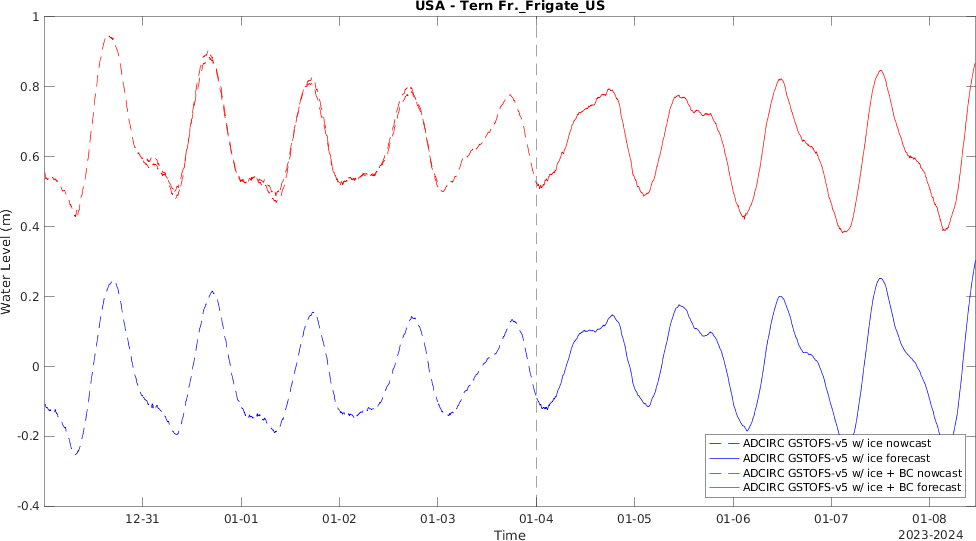 USA - Tern Fr._Frigate_US
Water Level (m)
1
0.8
0.6
0.4
0.2
0
-0.2
-0.4
12-31
01-01
01-02
01-03
01-04
01-05
01-06
01-07
01-08
Time
2023-2024
ADCIRC GSTOFS-v5 w/ ice nowcast
ADCIRC GSTOFS-v5 w/ ice forecast
ADCIRC GSTOFS-v5 w/ ice + BC nowcast
ADCIRC GSTOFS-v5 w/ ice + BC forecast